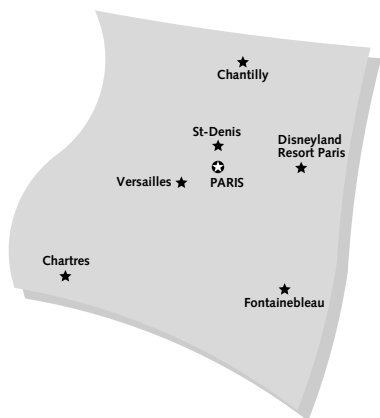 Chantilly
St-Denis
Disneyland
Resort Paris
Versailles
PARIS
Chartres
Fontainebleau